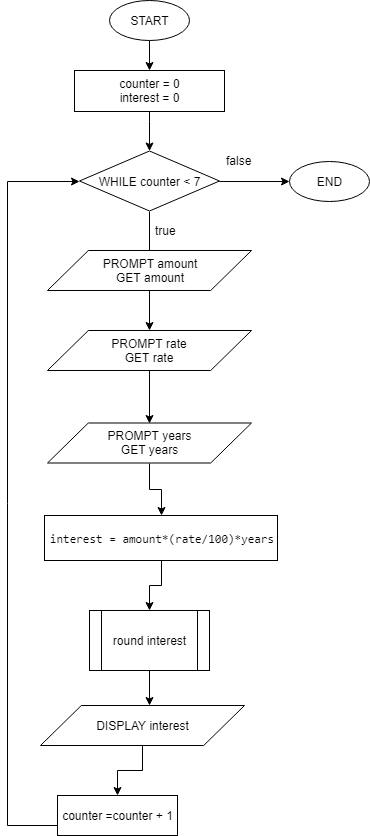 START
counter = 0
interest = 0
false
WHILE counter < 7
END
true
PROMPT amount
GET amount
PROMPT rate
GET rate
PROMPT years
GET years
interest = amount*(rate/100)*years
round interest
DISPLAY interest
counter =counter + 1